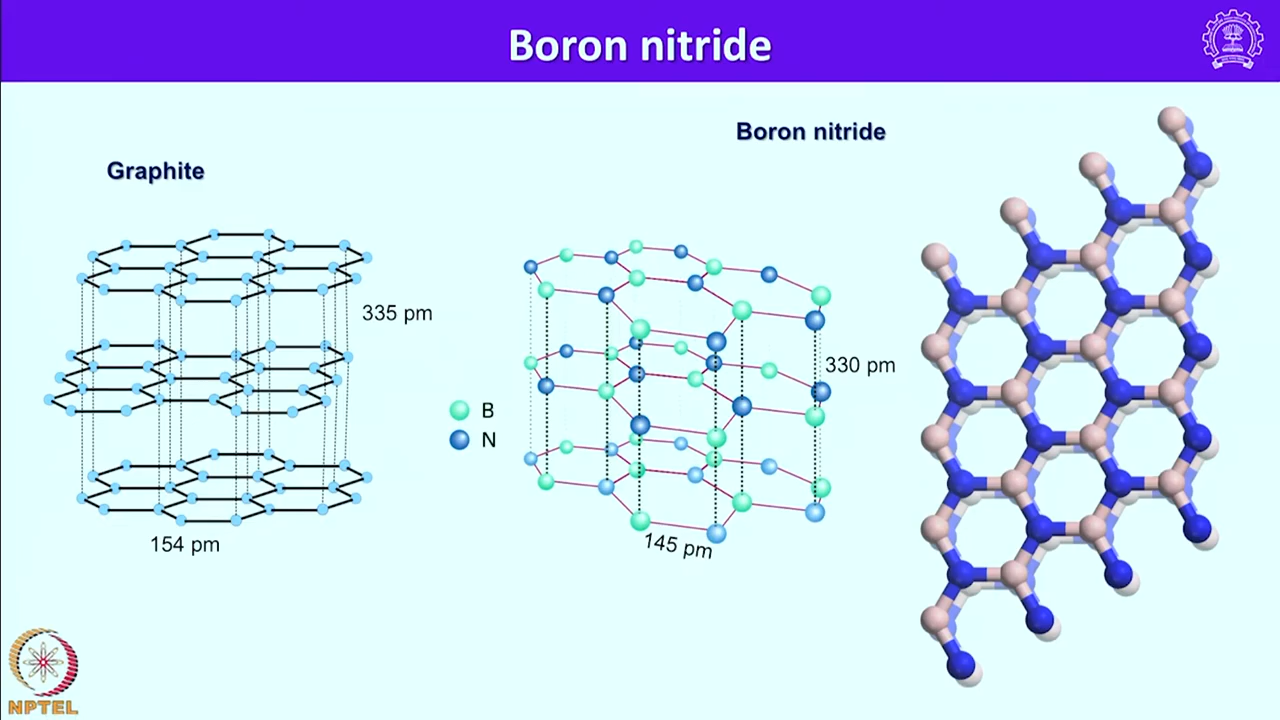 Boron nitride
Boron nitride
Graphite
335 pm
330 pm
B
N
154 pm
145 pm
NPTEL